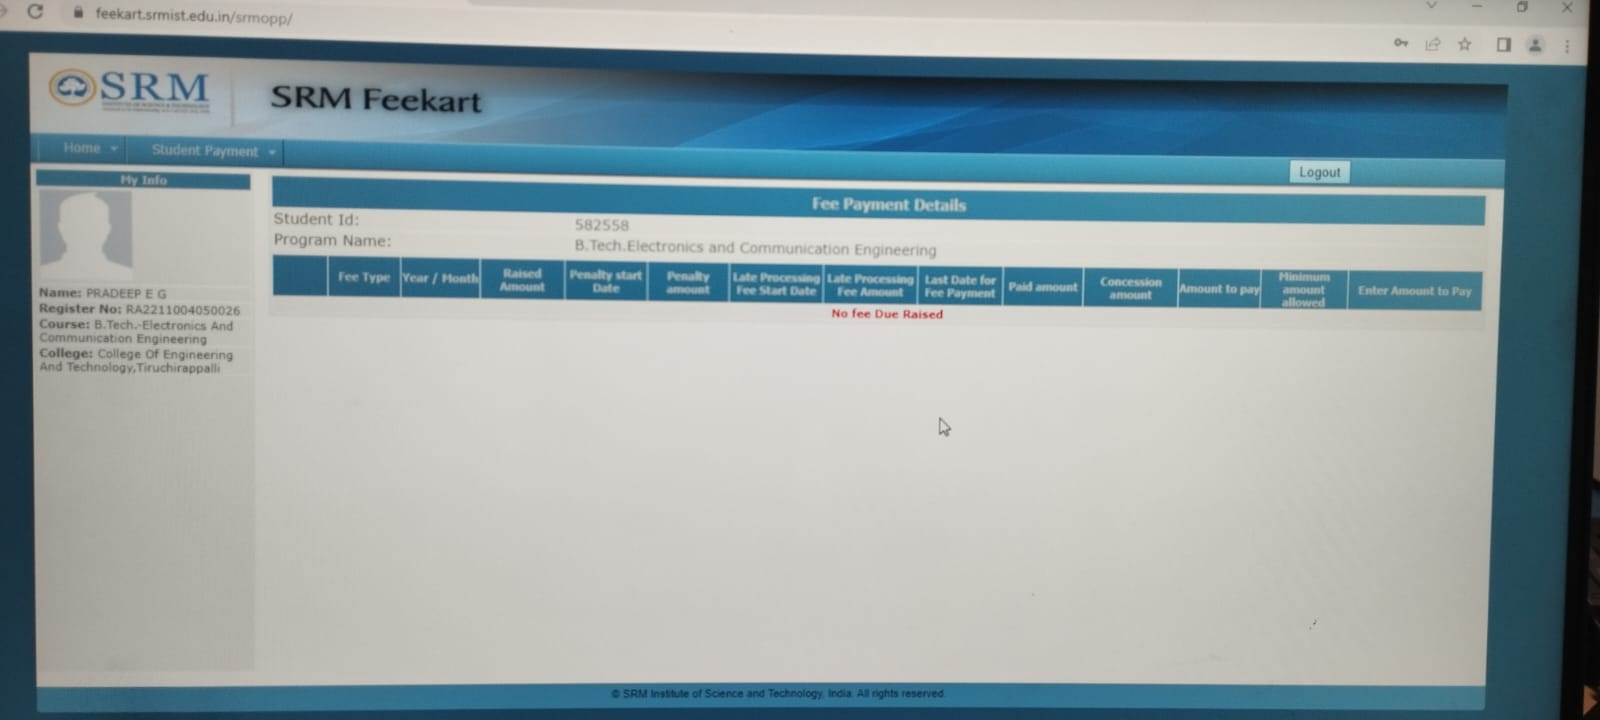 feekart.srmist.edu.in/srmopp/
SRM
SRM Feekart
Home
Student Payment
Logout
My Info
Name: PRADEEP E G
Register No: RA2211004050026
Course: B.Tech.-Electronics And
Communication Engineering
College: College Of Engineering
And Technology,Tiruchirappalli
Fee Payment Details
Student Id: 582558
Program Name: B.Tech.Electronics and Communication Engineering
Fee Type
Year / Month
Raised
Amount
Penalty start
Date
Penalty
amount
Late Processing
Fee Start Date
Late Processing
Fee Amount
Last Date for
Fee Payment
Paid amount
Concession
amount
Amount to pay
Minimum
amount
allowed
Enter Amount to Pay
No fee Due Raised
© SRM Institute of Science and Technology, India. All rights reserved.